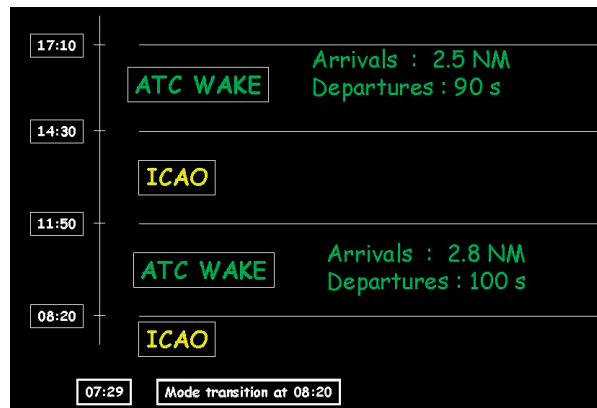 17:10
Arrivals : 2.5 NM
ATC WAKE
Departures : 90 s
14:30
ICAO
11:50
Arrivals : 2.8 NM
ATC WAKE
Departures : 100 s
08:20
ICAO
07:29
Mode transition at 08:20